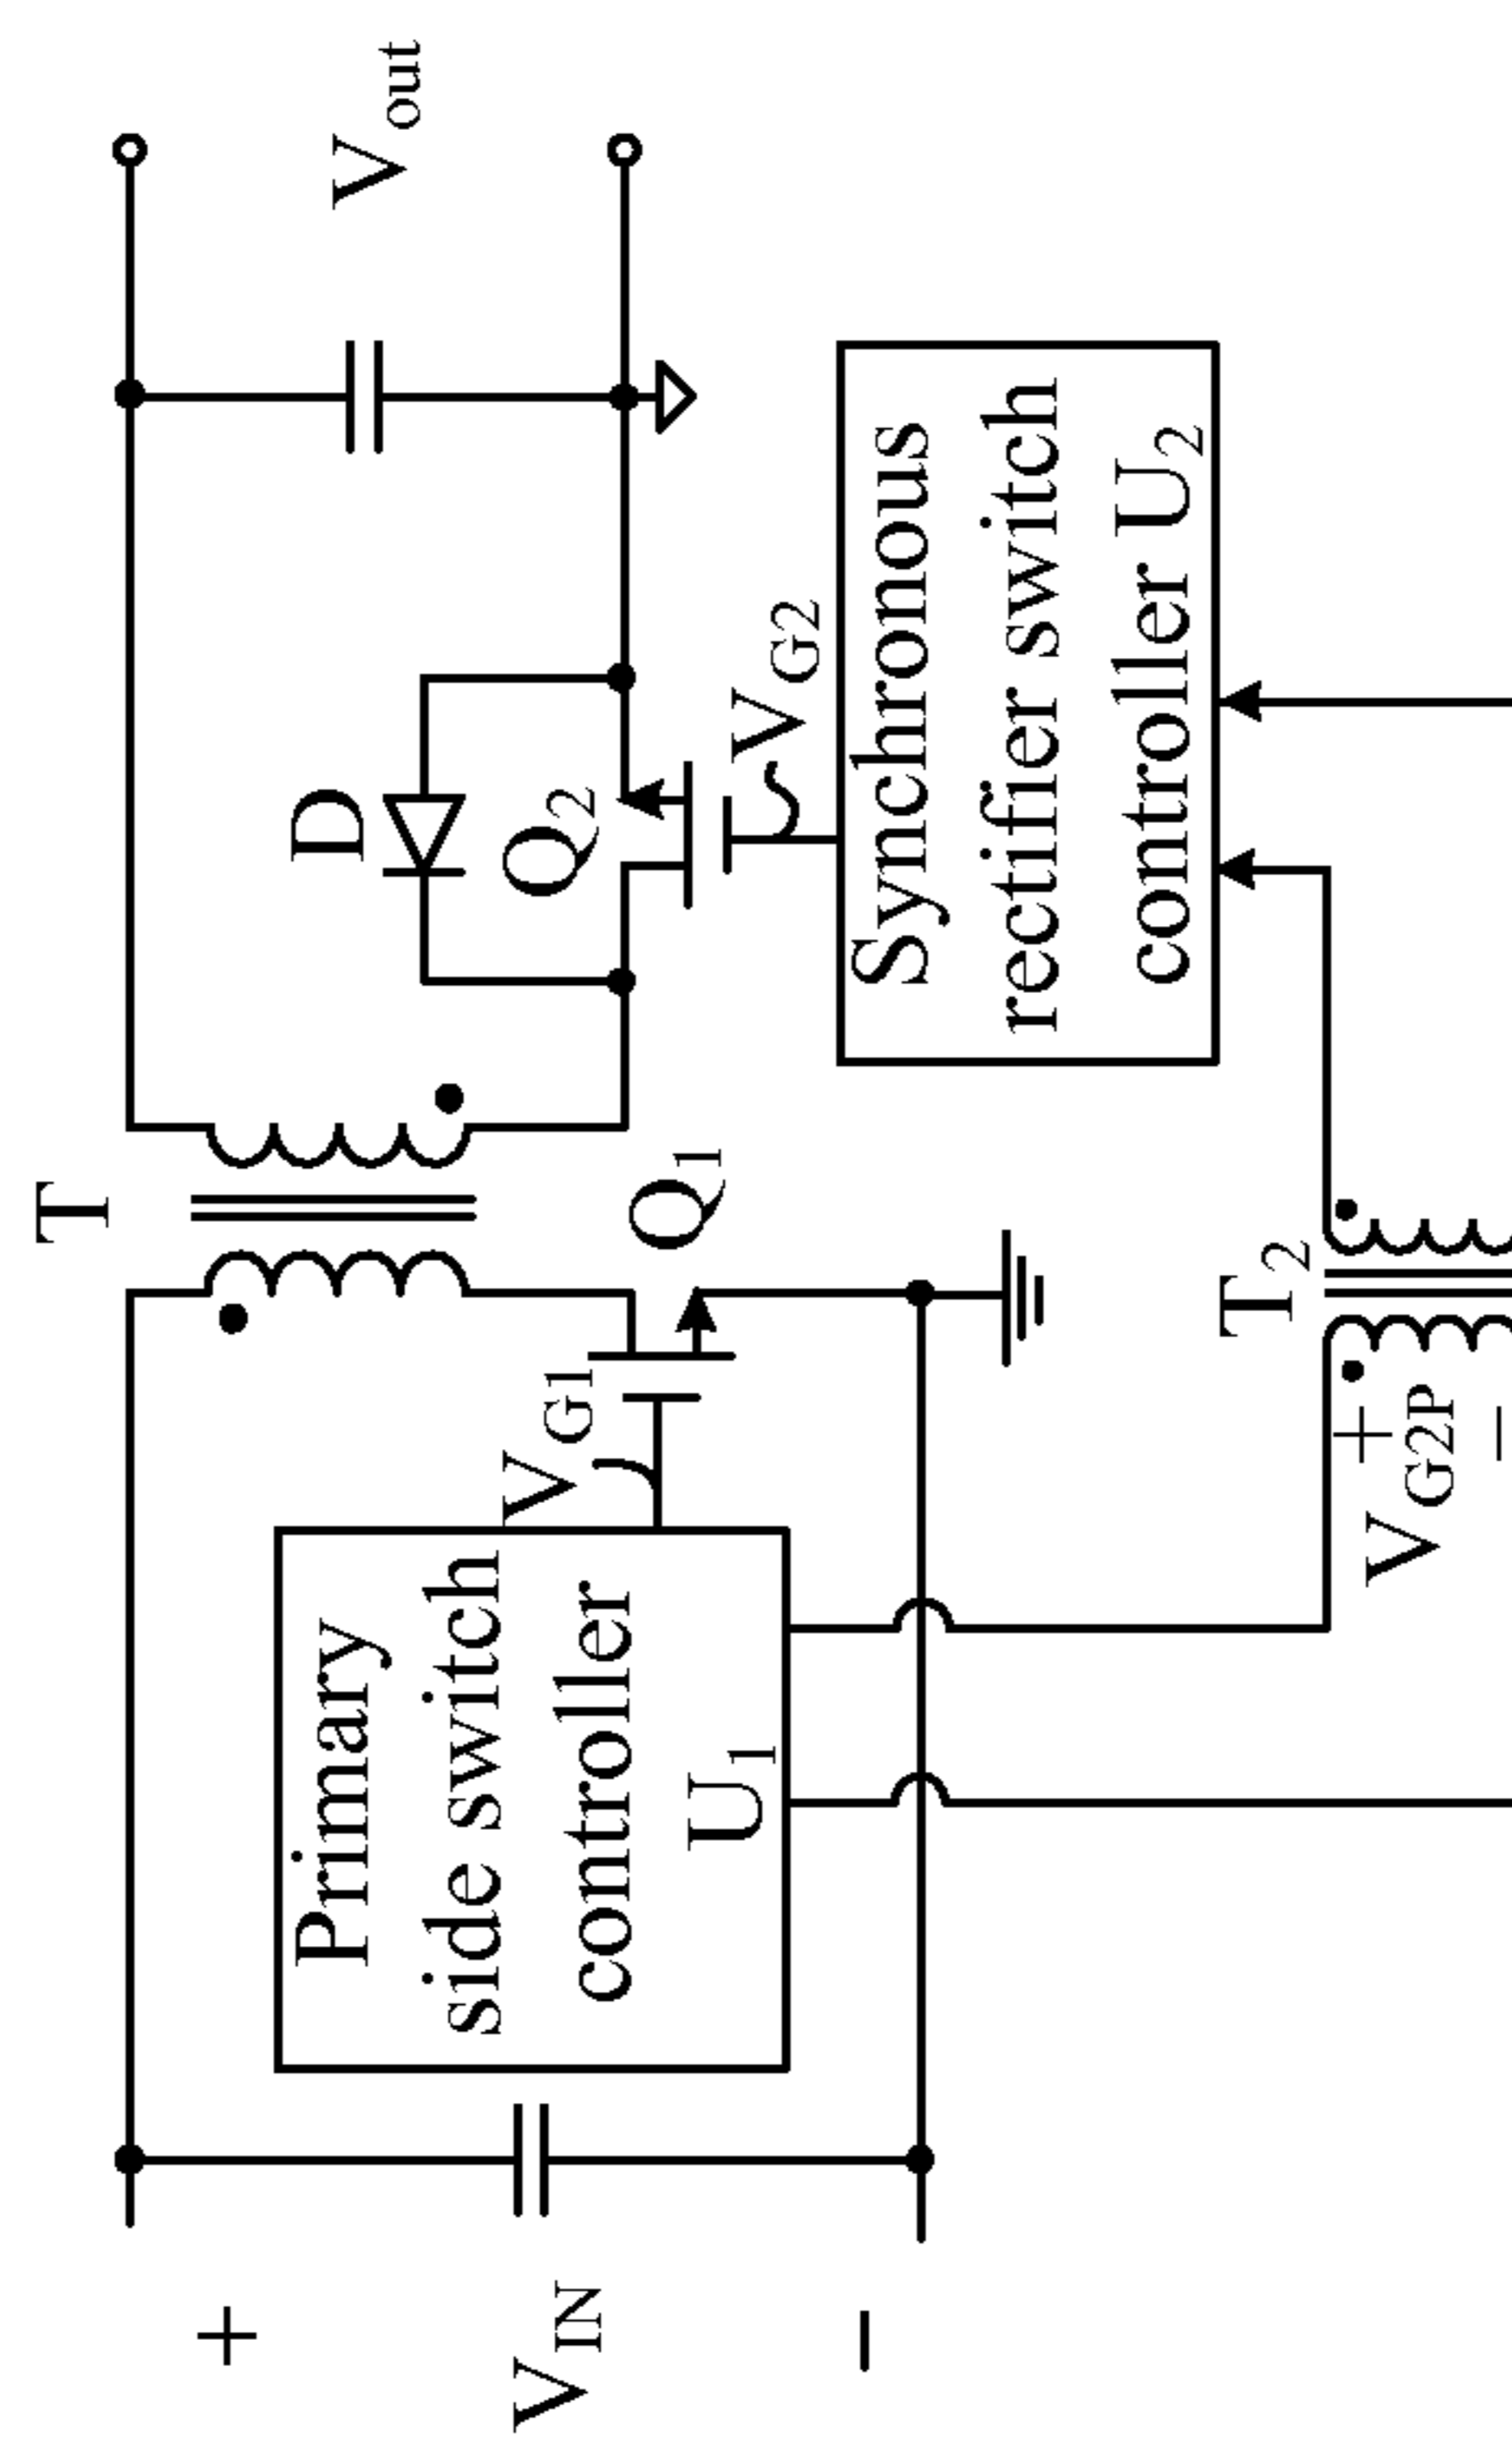 T
V_out
D
Q_2
+
Primary
side switch
controller
U_1
V_G1
Q_1
V_G2
V_IN
Synchronous
rectifier switch
controller U_2
−
T_2
+
V_G2P
−